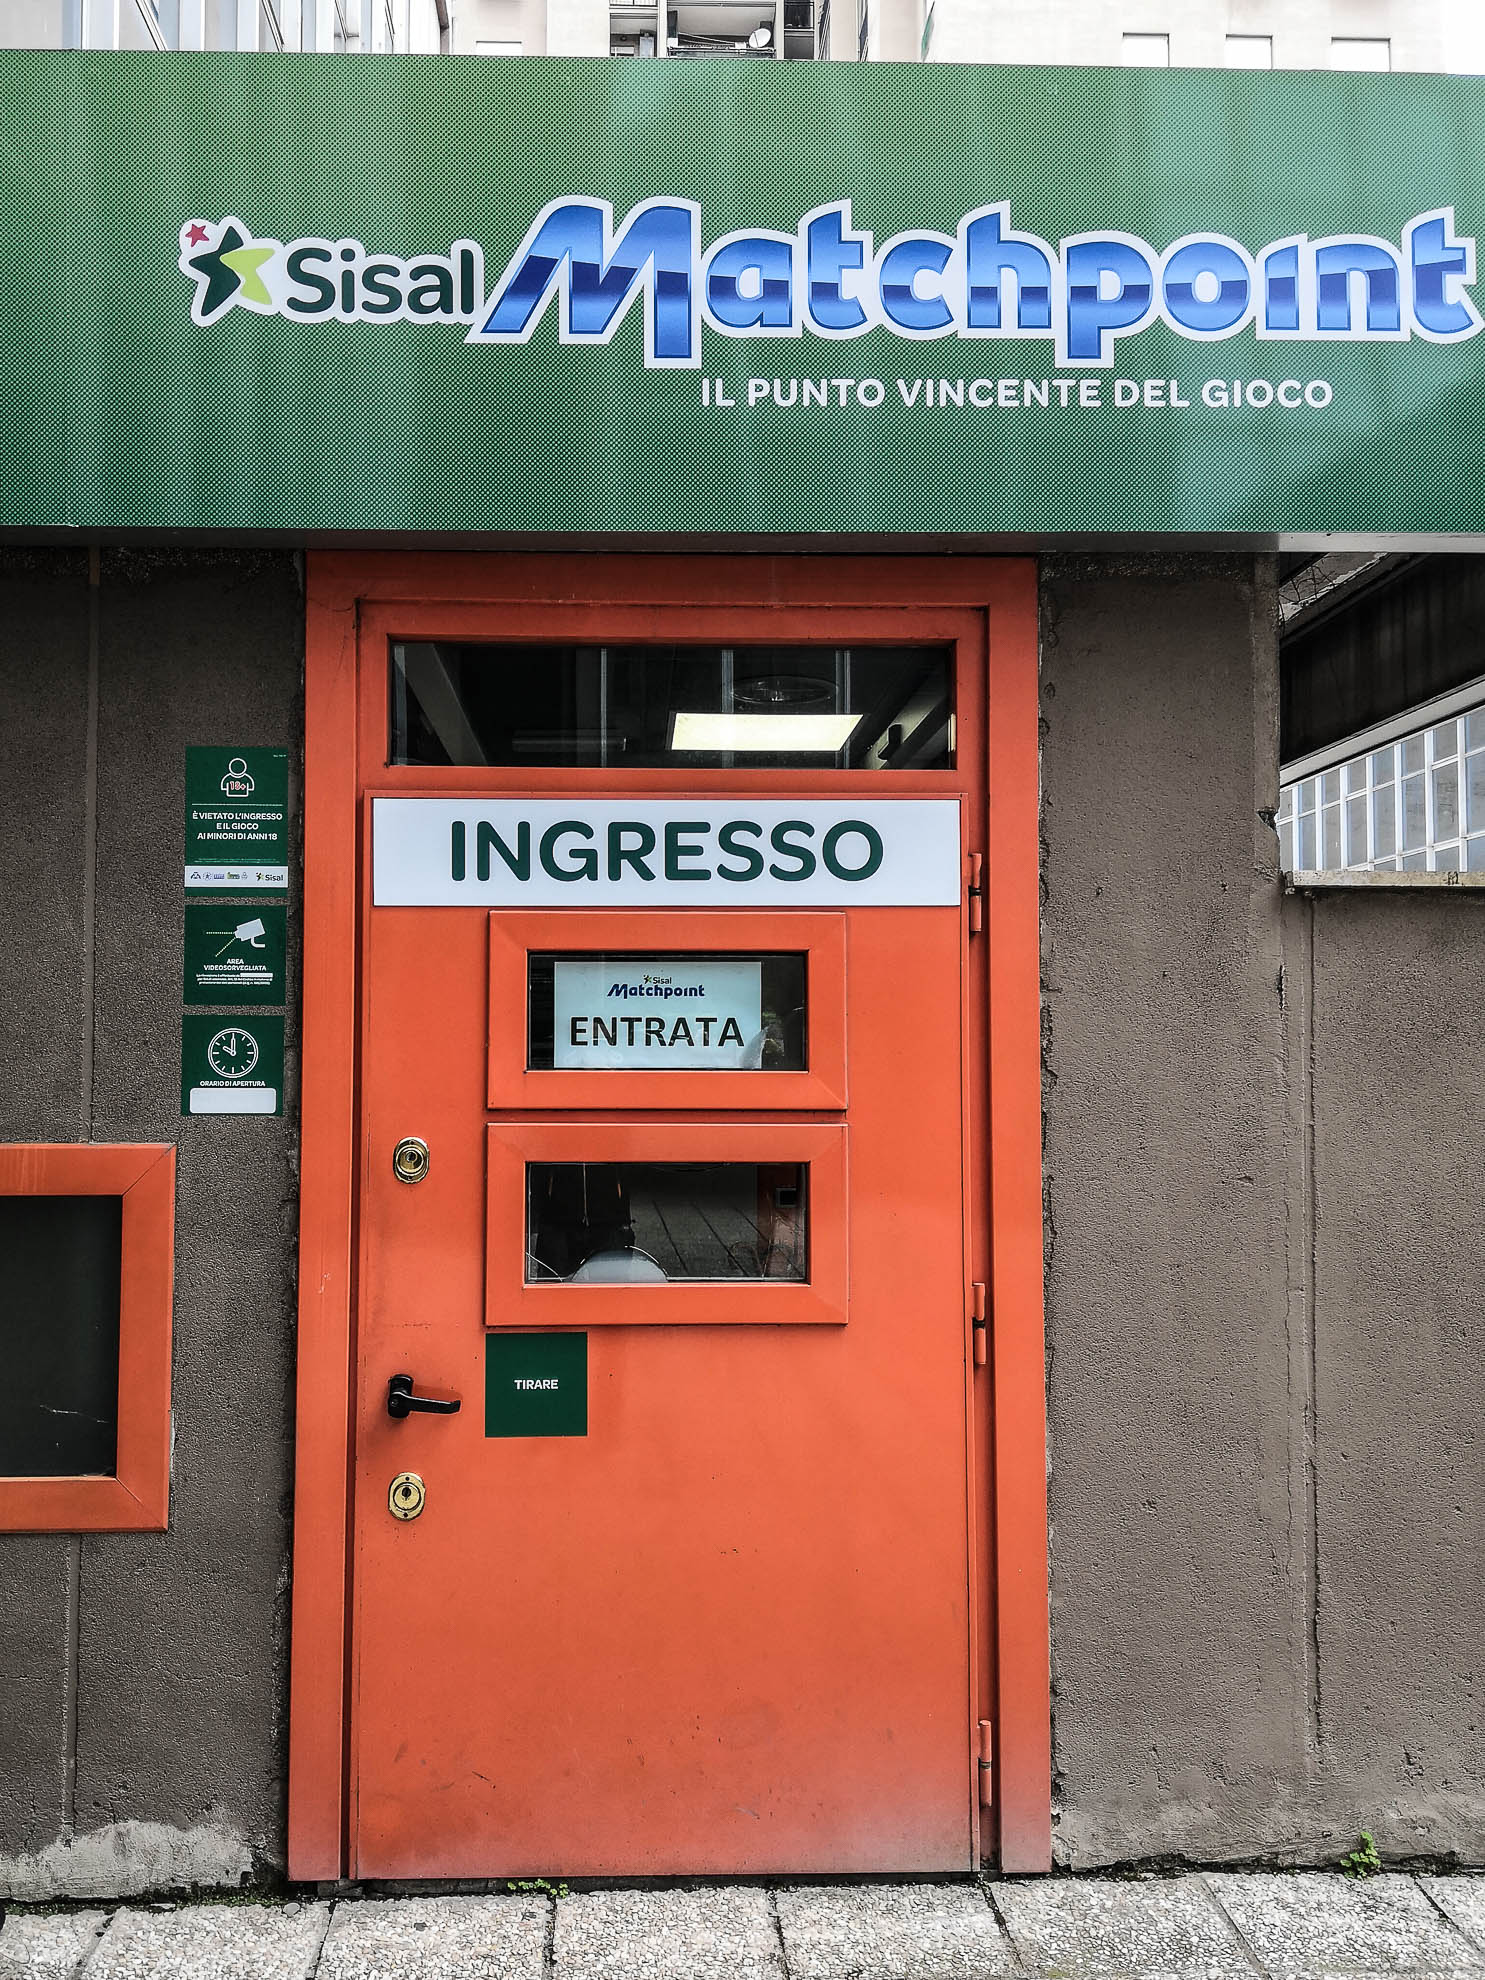 Sisal Matchpoint
IL PUNTO VINCENTE DEL GIOCO
18+
È VIETATO L'INGRESSO
E IL GIOCO
AI MINORI DI ANNI 18
Sisal
AREA
VIDEOSORVEGLIATA
ORARIO DI APERTURA
INGRESSO
Sisal
Matchpoint
ENTRATA
TIRARE